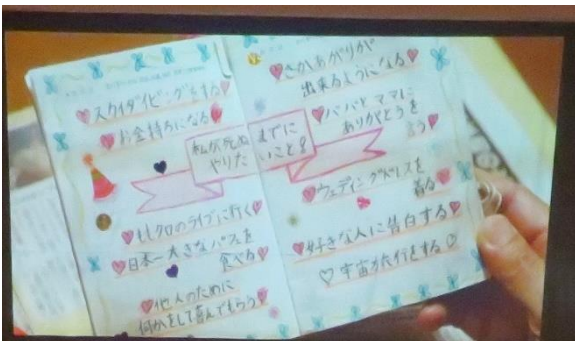 スカイダイビングをする
お金持ちになる
私が死ぬまでに
やりたいこと8
ももクロのライブに行く
日本一大きなパフェを
食べる
他人のために
何かをして喜んでもらう
さかあがりが
出来るようになる
パパとママに
ありがとうを
言う
ウェディングドレスを
着る
好きな人に告白する
宇宙旅行をする